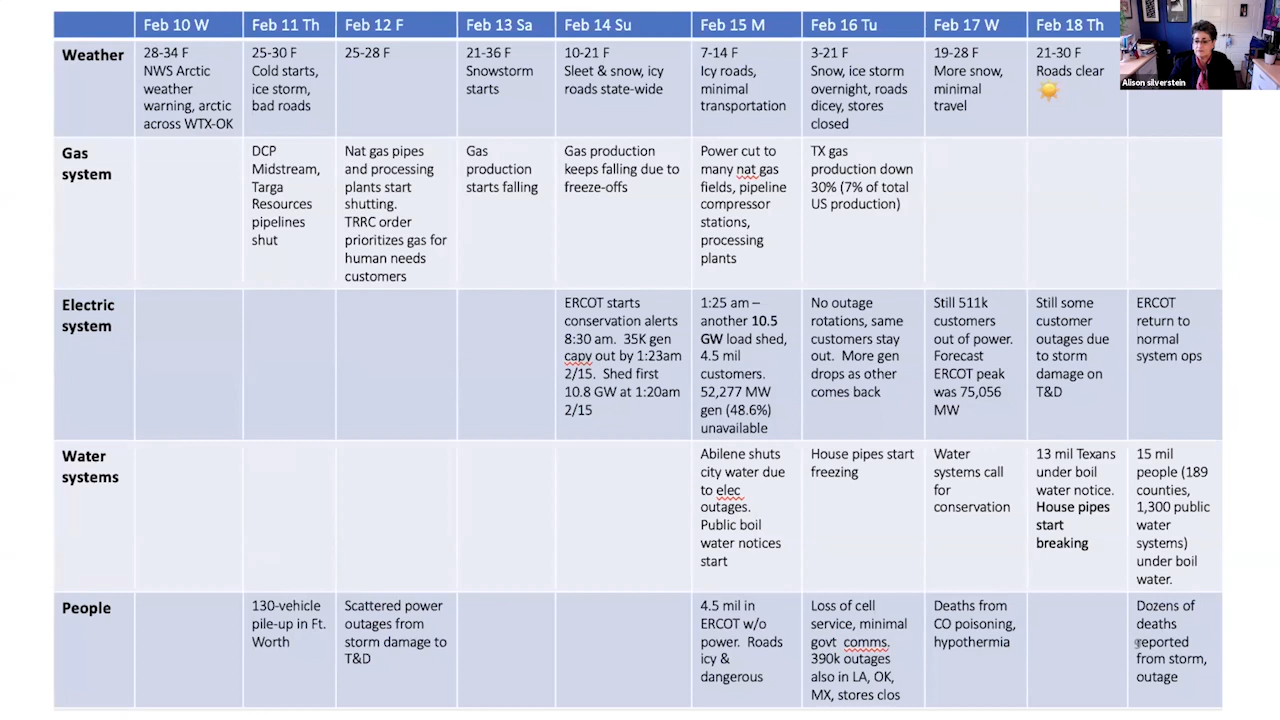 Feb 10 W
Feb 11 Th
Feb 12 F
Feb 13 Sa
Feb 14 Su
Feb 15 M
Feb 16 Tu
Feb 17 W
Feb 18 Th
Alison silverstein
Weather
28-34 F
NWS Arctic
weather
warning, arctic
across WTX-OK
25-30 F
Cold starts,
ice storm,
bad roads
25-28 F
21-36 F
Snowstorm
starts
10-21 F
Sleet & snow, icy
roads state-wide
7-14 F
Icy roads,
minimal
transportation
3-21 F
Snow, ice storm
overnight, roads
dicey, stores
closed
19-28 F
More snow,
minimal
travel
21-30 F
Roads clear
Gas
system
DCP
Midstream,
Targa
Resources
pipelines
shut
Nat gas pipes
and processing
plants start
shutting.
TRRC order
prioritizes gas for
human needs
customers
Gas
production
starts falling
Gas production
keeps falling due to
freeze-offs
Power cut to
many nat gas
fields, pipeline
compressor
stations,
processing
plants
TX gas
production down
30% (7% of total
US production)
Electric
system
ERCOT starts
conservation alerts
8:30 am.  35K gen
capy out by 1:23am
2/15.  Shed first
10.8 GW at 1:20am
2/15
1:25 am –
another 10.5
GW load shed,
4.5 mil
customers.
52,277 MW
gen (48.6%)
unavailable
No outage
rotations, same
customers stay
out.  More gen
drops as other
comes back
Still 511k
customers
out of power.
Forecast
ERCOT peak
was 75,056
MW
Still some
customer
outages due
to storm
damage on
T&D
ERCOT
return to
normal
system ops
Water
systems
Abilene shuts
city water due
to elec
outages.
Public boil
water notices
start
House pipes start
freezing
Water
systems call
for
conservation
13 mil Texans
under boil
water notice.
House pipes
start
breaking
15 mil
people (189
counties,
1,300 public
water
systems)
under boil
water.
People
130-vehicle
pile-up in Ft.
Worth
Scattered power
outages from
storm damage to
T&D
4.5 mil in
ERCOT w/o
power.  Roads
icy &
dangerous
Loss of cell
service, minimal
govt  comms.
390k outages
also in LA, OK,
MX, stores clos
Deaths from
CO poisoning,
hypothermia
Dozens of
deaths
reported
from storm,
outage